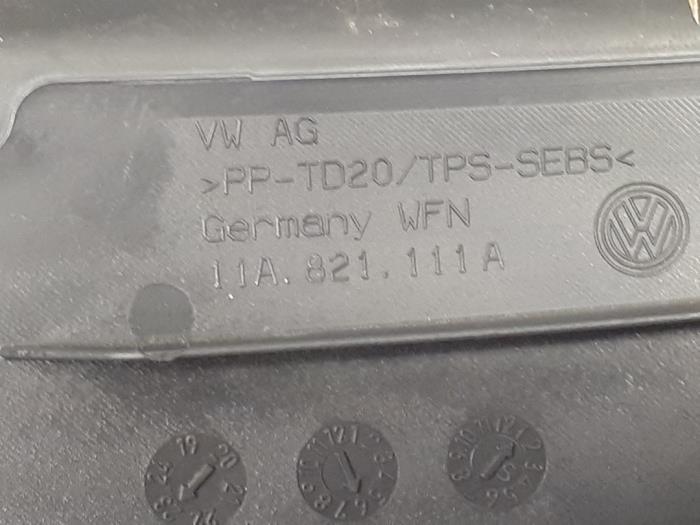 VW AG
>PP-TD20/TPS-SEBS<
Germany WFN
11A.821.111A